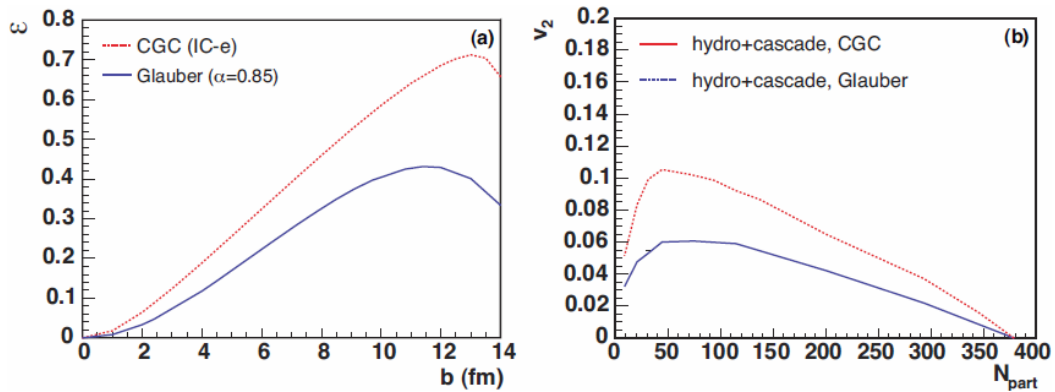 ε
0.8
0.7
0.6
0.5
0.4
0.3
0.2
0.1
0
CGC (IC-e)
Glauber (α=0.85)
(a)
0 2 4 6 8 10 12 14
b (fm)
v2
0.2
0.18
0.16
0.14
0.12
0.1
0.08
0.06
0.04
0.02
0
(b)
hydro+cascade, CGC
hydro+cascade, Glauber
0 50 100 150 200 250 300 350 400
Npart